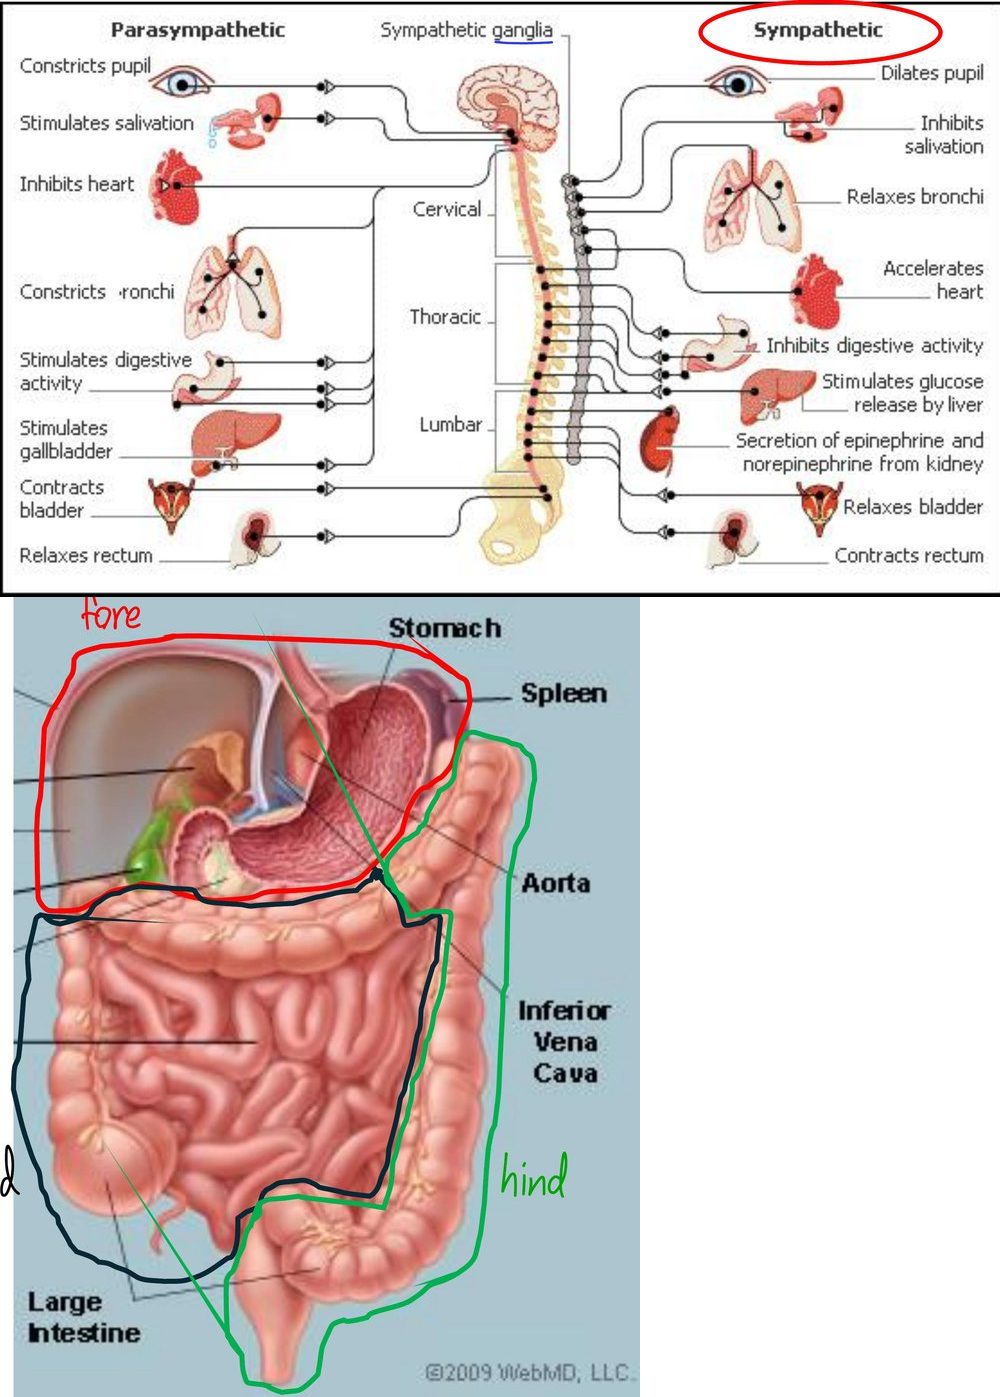 Parasympathetic
Sympathetic ganglia
Sympathetic
Constricts pupil
Stimulates salivation
Inhibits heart
Constricts ronchi
Stimulates digestive
activity
Stimulates
gallbladder
Contracts
bladder
Relaxes rectum
Cervical
Thoracic
Lumbar
Dilates pupil
Inhibits
salivation
Relaxes bronchi
Accelerates
heart
Inhibits digestive activity
Stimulates glucose
release by liver
Secretion of epinephrine and
norepinephrine from kidney
Relaxes bladder
Contracts rectum
fore
Stomach
Spleen
Aorta
Inferior
Vena
Cava
d
hind
Large
Intestine
©2009 WebMD, LLC.